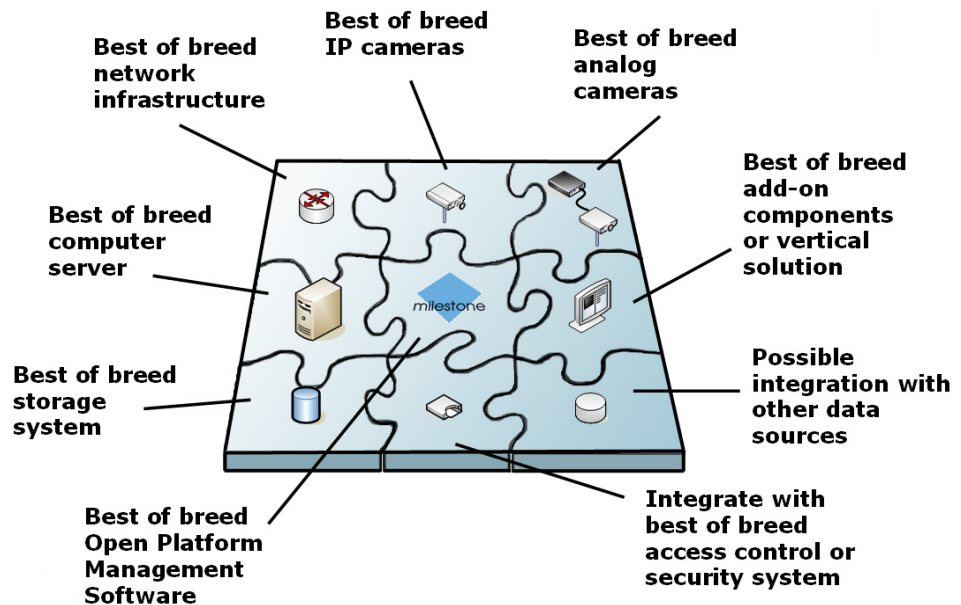 Best of breed
IP cameras
Best of breed
network
infrastructure
Best of breed
analog
cameras
Best of breed
add-on
components
or vertical
solution
Best of breed
computer
server
milestone
Possible
integration with
other data
sources
Best of breed
storage
system
Integrate with
best of breed
access control or
security system
Best of breed
Open Platform
Management
Software